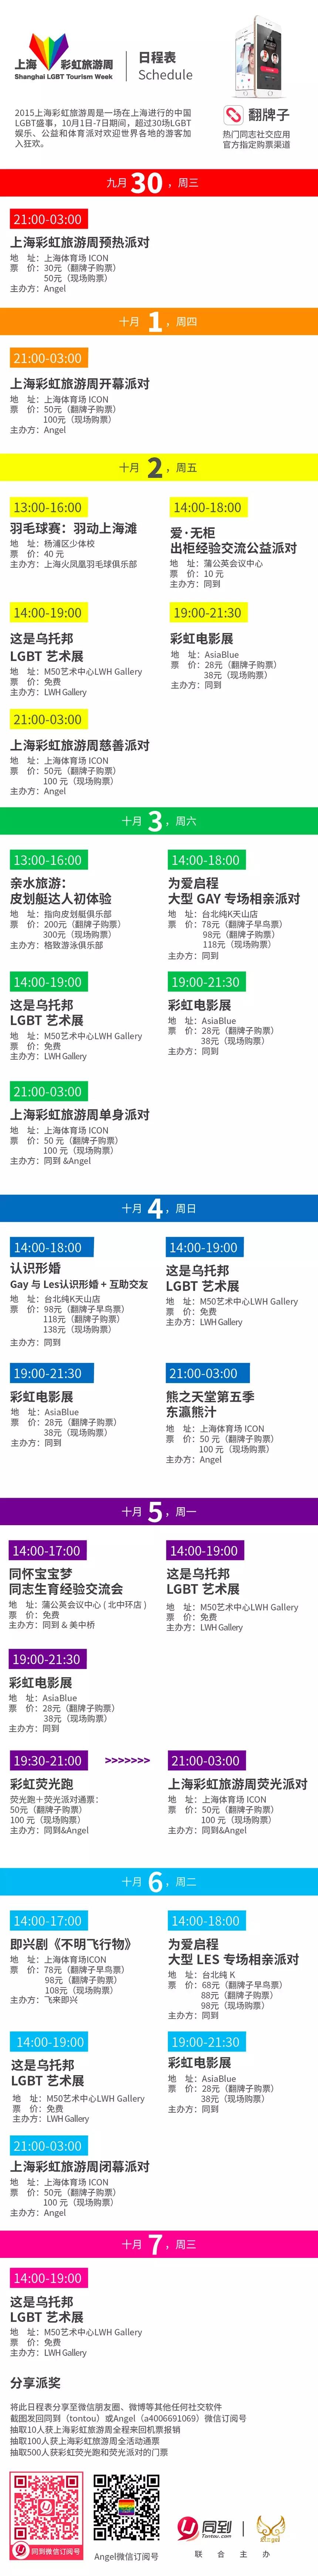 上海彩虹旅游周
Shanghai LGBT Tourism Week
日程表
Schedule
2015上海彩虹旅游周是一场在上海进行的中国
LGBT盛事，10月1日-7日期间，超过30场LGBT
娱乐、公益和体育派对欢迎世界各地的游客加
入狂欢。
翻牌子
热门同志社交应用
官方指定购票渠道
九月 30，周三
21:00-03:00
上海彩虹旅游周预热派对
地 址：上海体育场 ICON
票 价：30元（翻牌子购票）
50元（现场购票）
主办方：Angel
十月 1，周四
21:00-03:00
上海彩虹旅游周开幕派对
地 址：上海体育场 ICON
票 价：50元（翻牌子购票）
100元（现场购票）
主办方：Angel
十月 2，周五
13:00-16:00
羽毛球赛：羽动上海滩
地 址：杨浦区少体校
票 价：40 元
主办方：上海火凤凰羽毛球俱乐部
14:00-18:00
爱·无柜
出柜经验交流公益派对
地 址：蒲公英会议中心
票 价：10 元
主办方：同到
14:00-19:00
这是乌托邦
LGBT 艺术展
地 址：M50艺术中心LWH Gallery
票 价：免费
主办方：LWH Gallery
19:00-21:30
彩虹电影展
地 址：AsiaBlue
票 价：28元（翻牌子购票）
38元（现场购票）
主办方：同到
21:00-03:00
上海彩虹旅游周慈善派对
地 址：上海体育场 ICON
票 价：50元（翻牌子购票）
100 元（现场购票）
主办方：Angel
十月 3，周六
13:00-16:00
亲水旅游：
皮划艇达人初体验
地 址：指向皮划艇俱乐部
票 价：200元（翻牌子购票）
300元（现场购票）
主办方：格致游泳俱乐部
14:00-18:00
为爱启程
大型 GAY 专场相亲派对
地 址：台北纯K天山店
票 价：78元（翻牌子早鸟票）
98元（翻牌子购票）
118元（现场购票）
主办方：同到
14:00-19:00
这是乌托邦
LGBT 艺术展
地 址：M50艺术中心LWH Gallery
票 价：免费
主办方：LWH Gallery
19:00-21:30
彩虹电影展
地 址：AsiaBlue
票 价：28元（翻牌子购票）
38元（现场购票）
主办方：同到
21:00-03:00
上海彩虹旅游周单身派对
地 址：上海体育场 ICON
票 价：50 元（翻牌子购票）
100 元（现场购票）
主办方：同到 &Angel
十月 4，周日
14:00-18:00
认识形婚
Gay 与 Les认识形婚 + 互助交友
地 址：台北纯K天山店
票 价：98元（翻牌子早鸟票）
118元（翻牌子购票）
138元（现场购票）
主办方：同到
14:00-19:00
这是乌托邦
LGBT 艺术展
地 址：M50艺术中心LWH Gallery
票 价：免费
主办方：LWH Gallery
19:00-21:30
彩虹电影展
地 址：AsiaBlue
票 价：28元（翻牌子购票）
38元（现场购票）
主办方：同到
21:00-03:00
熊之天堂第五季
东瀛熊汁
地 址：上海体育场 ICON
票 价：50 元（翻牌子购票）
100 元（现场购票）
主办方：Angel
十月 5，周一
14:00-17:00
同怀宝宝梦
同志生育经验交流会
地 址：蒲公英会议中心 ( 北中环店 )
票 价：免费
主办方：同到 & 美中桥
14:00-19:00
这是乌托邦
LGBT 艺术展
地 址：M50艺术中心LWH Gallery
票 价：免费
主办方：LWH Gallery
19:00-21:30
彩虹电影展
地 址：AsiaBlue
票 价：28元（翻牌子购票）
38元（现场购票）
主办方：同到
19:30-21:00 >>>>>>>
彩虹荧光跑
荧光跑＋荧光派对通票：
50元（翻牌子购票）
100 元（现场购票）
主办方：同到&Angel
21:00-03:00
上海彩虹旅游周荧光派对
地 址：上海体育场 ICON
票 价：50元（翻牌子购票）
100 元（现场购票）
主办方：同到&Angel
十月 6，周二
14:00-17:00
即兴剧《不明飞行物》
地 址：上海体育场ICON
票 价：78元（翻牌子早鸟票）
98元（翻牌子购票）
108元（现场购票）
主办方：飞来即兴
14:00-18:00
为爱启程
大型 LES 专场相亲派对
地 址：台北纯 K
票 价：68元（翻牌子早鸟票）
88元（翻牌子购票）
98元（现场购票）
主办方：同到
14:00-19:00
这是乌托邦
LGBT 艺术展
地 址：M50艺术中心LWH Gallery
票 价：免费
主办方：LWH Gallery
19:00-21:30
彩虹电影展
地 址：AsiaBlue
票 价：28元（翻牌子购票）
38元（现场购票）
主办方：同到
21:00-03:00
上海彩虹旅游周闭幕派对
地 址：上海体育场 ICON
票 价：50元（翻牌子购票）
100 元（现场购票）
主办方：Angel
十月 7，周三
14:00-19:00
这是乌托邦
LGBT 艺术展
地 址：M50艺术中心LWH Gallery
票 价：免费
主办方：LWH Gallery
分享派奖
将此日程表分享至微信朋友圈、微博等其他任何社交软件
截图发回同到（tontou）或Angel（a4006691069）微信订阅号
抽取10人获上海彩虹旅游周全程来回机票报销
抽取100人获上海彩虹旅游周全活动通票
抽取500人获彩虹荧光跑和荧光派对的门票
同到微信订阅号
Angel微信订阅号
同到
Tontou.com
联 合 主 办